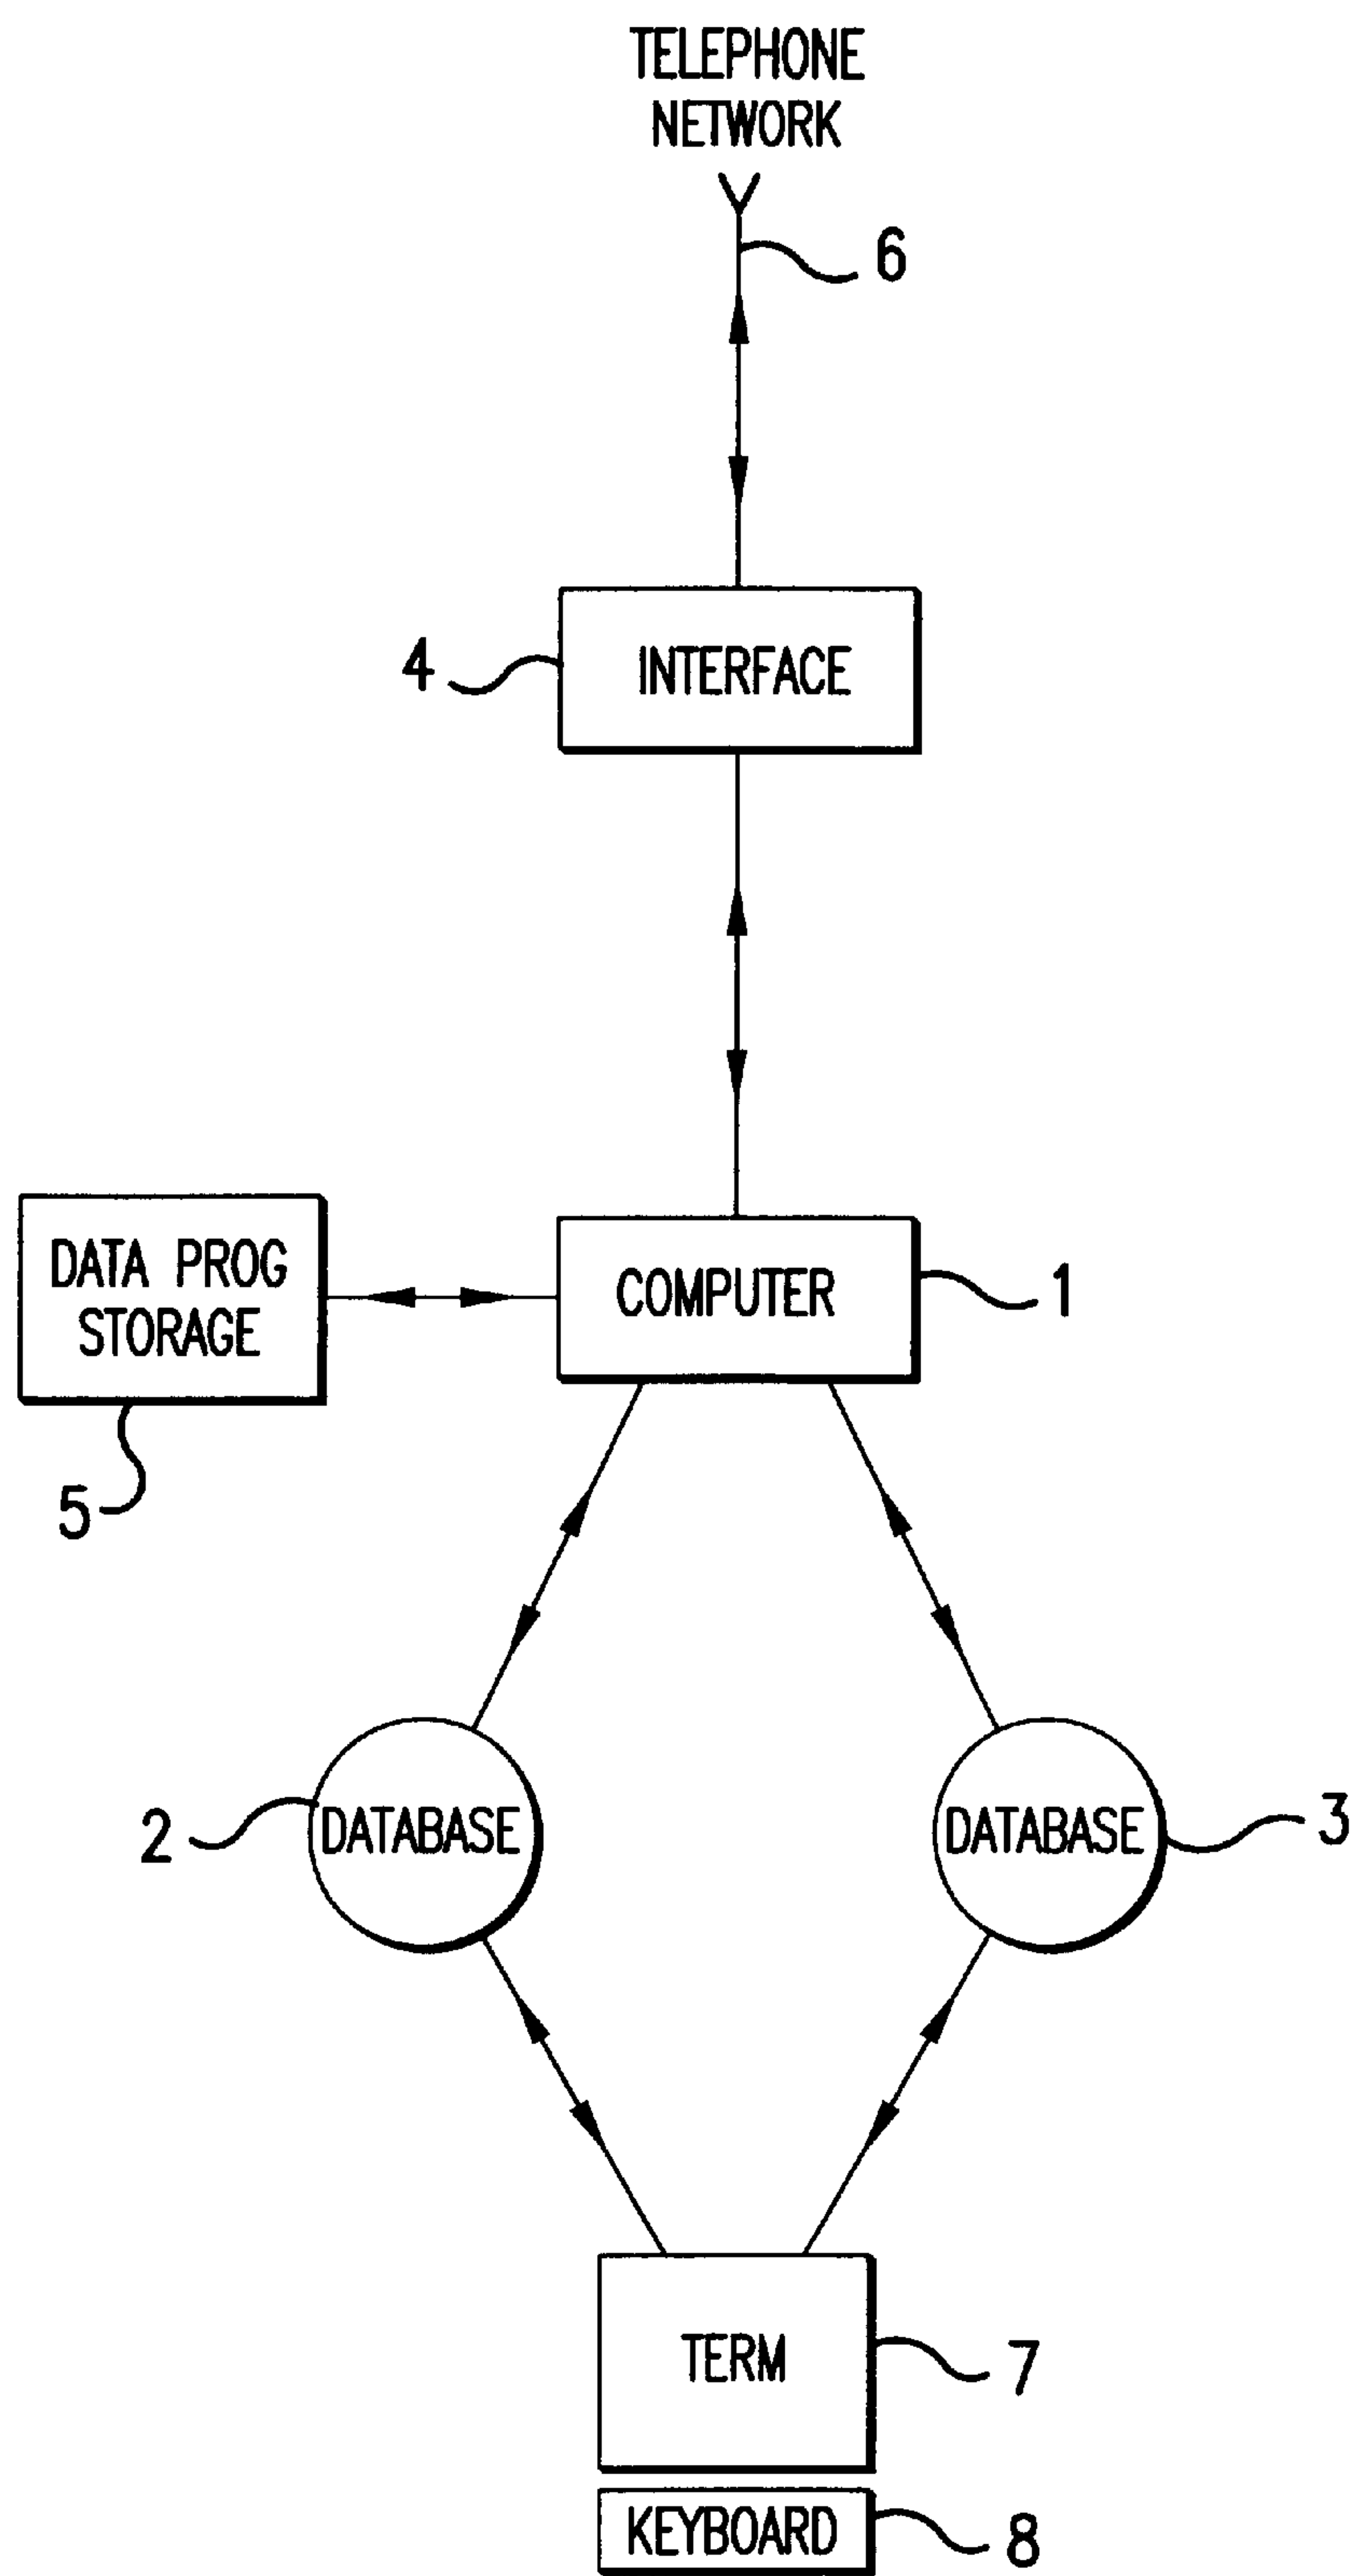 TELEPHONE
NETWORK
6
4
INTERFACE
DATA PROG
STORAGE
COMPUTER
1
5
2
DATABASE
DATABASE
3
TERM
7
KEYBOARD
8